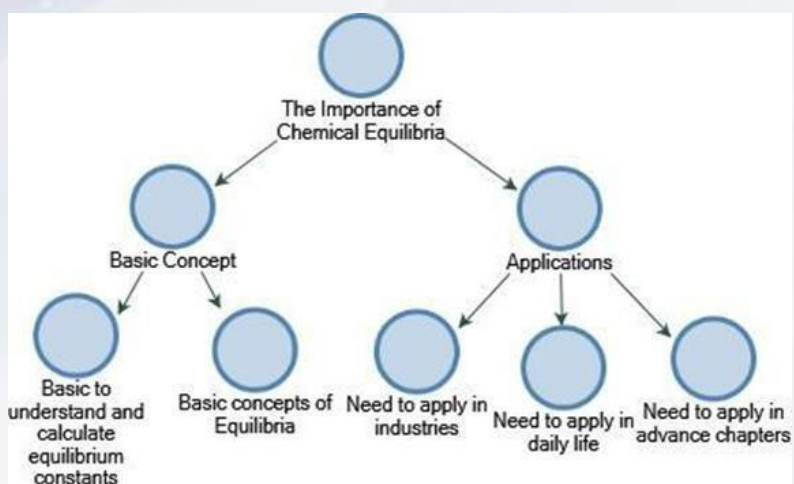 The Importance of
Chemical Equilibria
Basic Concept
Applications
Basic to
understand and
calculate
equilibrium
constants
Basic concepts of
Equilibria
Need to apply in
industries
Need to apply in
daily life
Need to apply in
advance chapters